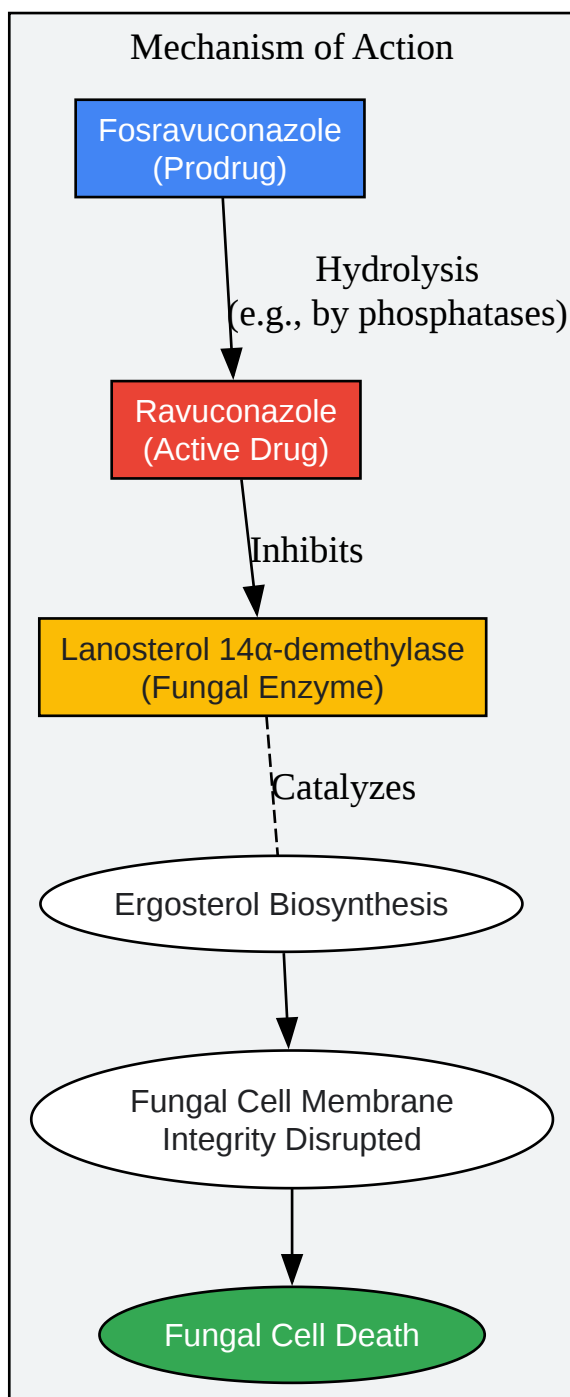 Mechanism of Action
Fosravuconazole
(Prodrug)
Hydrolysis
(e.g., by phosphatases)
Ravuconazole
(Active Drug)
Inhibits
Lanosterol 14α-demethylase
(Fungal Enzyme)
Catalyzes
Ergosterol Biosynthesis
Fungal Cell Membrane
Integrity Disrupted
Fungal Cell Death